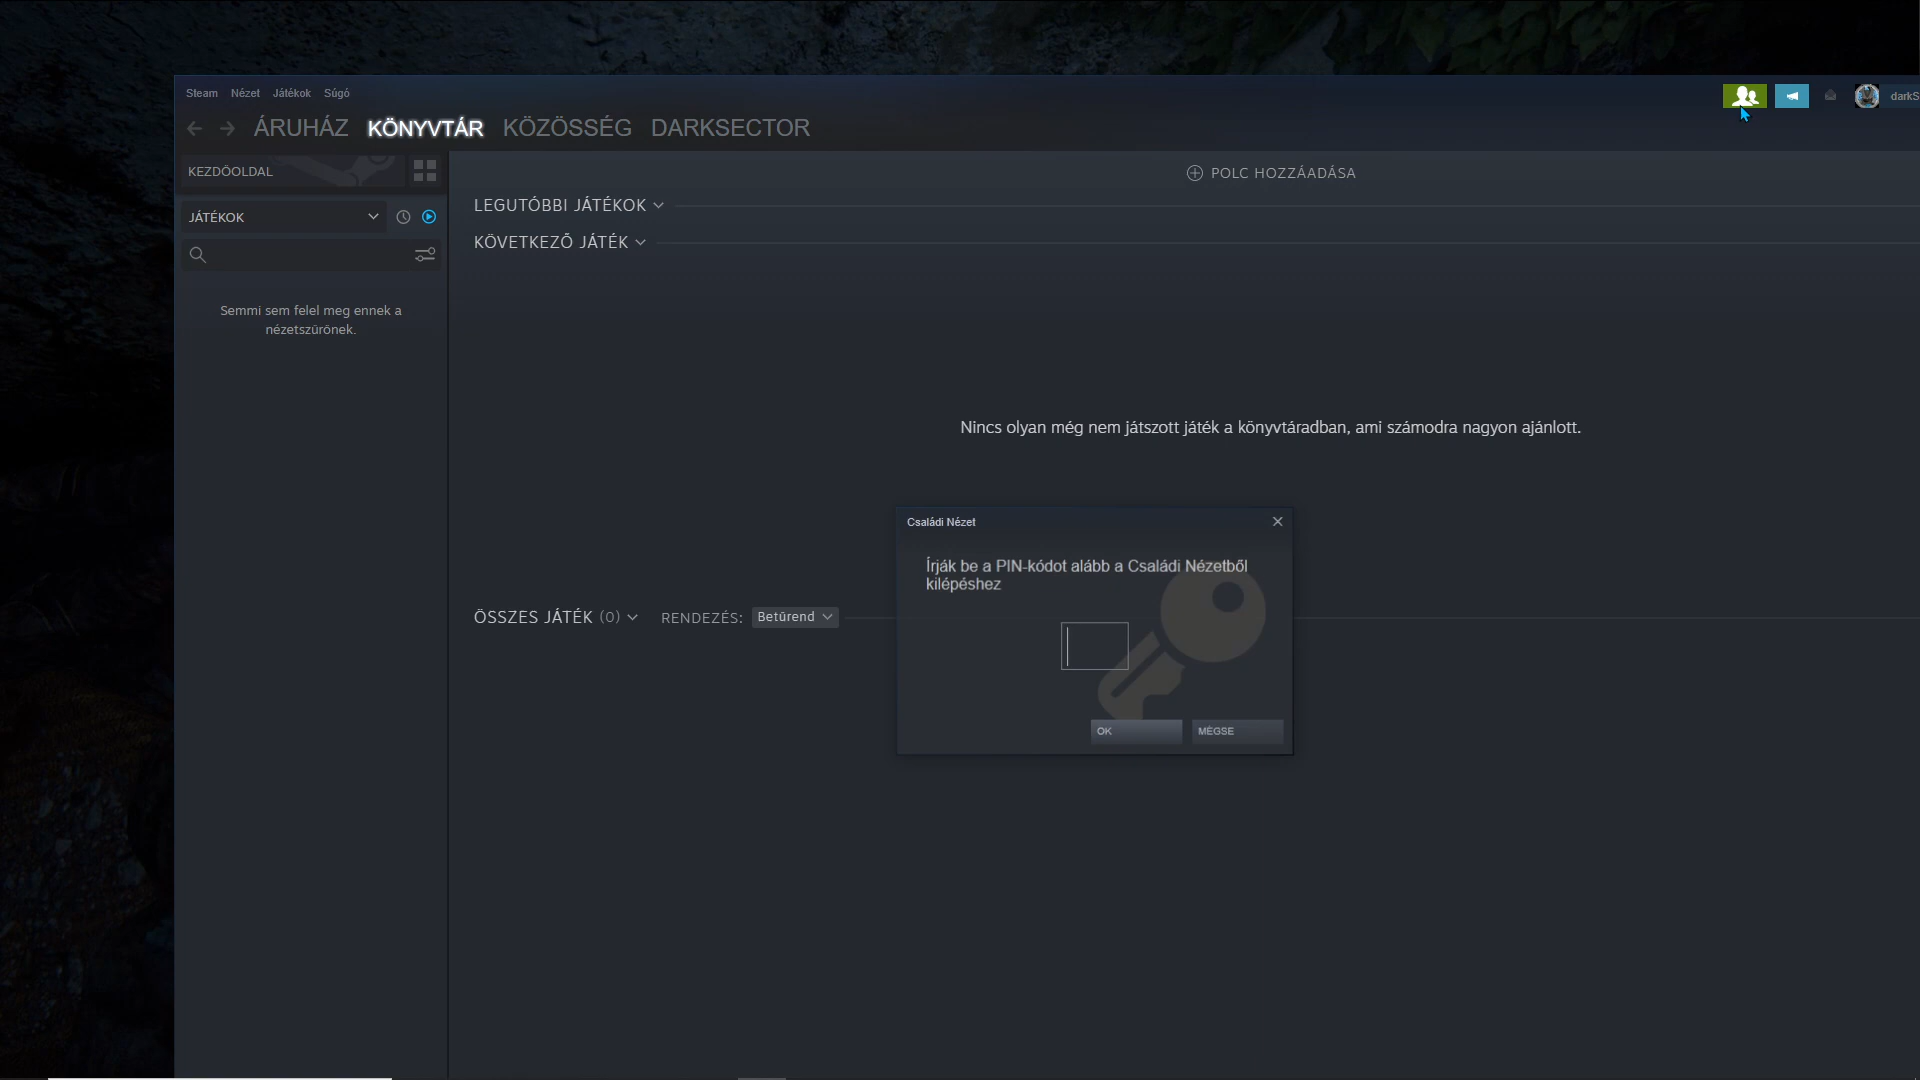 Steam Nézet Játékok Súgó
darkS
ÁRUHÁZ KÖNYVTÁR KÖZÖSSÉG DARKSECTOR
KEZDŐOLDAL
POLC HOZZÁADÁSA
JÁTÉKOK
LEGUTÓBBI JÁTÉKOK
KÖVETKEZŐ JÁTÉK
Semmi sem felel meg ennek a
nézetszűrőnek.
Nincs olyan még nem játszott játék a könyvtáradban, ami számodra nagyon ajánlott.
Családi Nézet
Írják be a PIN-kódot alább a Családi Nézetből
kilépéshez
ÖSSZES JÁTÉK (0) RENDEZÉS: Betűrend
OK MÉGSE